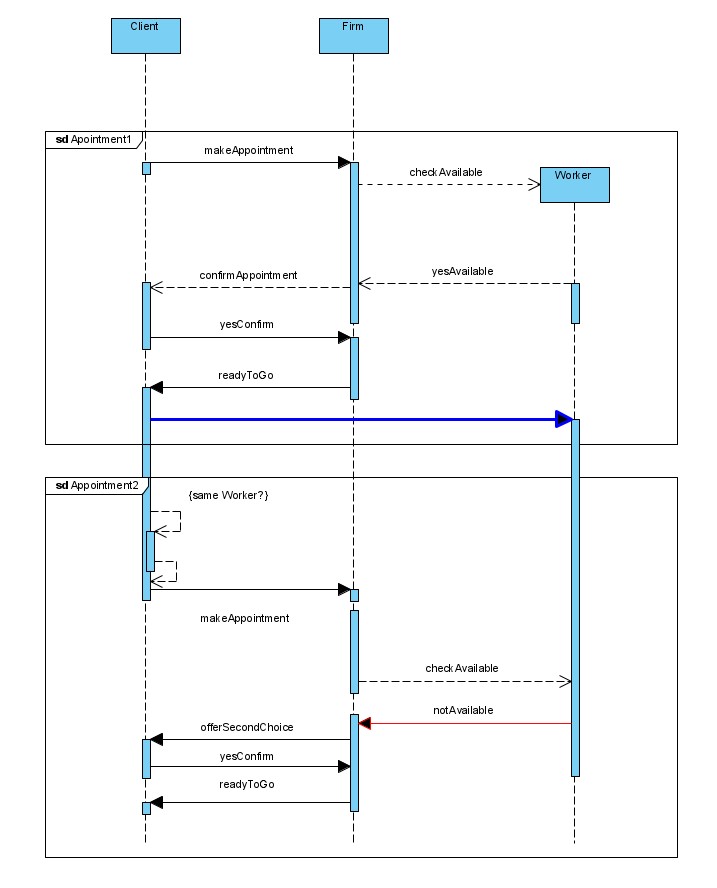 Client
Firm
sd Apointment1
makeAppointment
checkAvailable
Worker
yesAvailable
confirmAppointment
yesConfirm
readyToGo
sd Appointment2
{same Worker?}
makeAppointment
checkAvailable
notAvailable
offerSecondChoice
yesConfirm
readyToGo